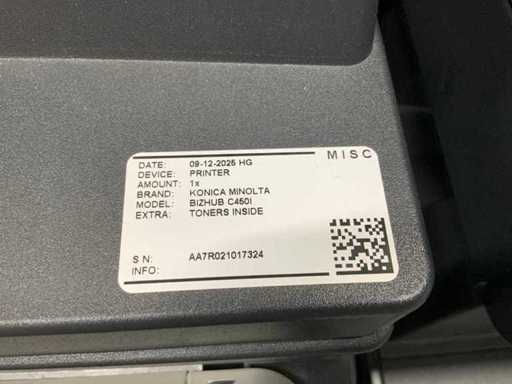 MISC
DATE: 09-12-2025 HG
DEVICE: PRINTER
AMOUNT: 1x
BRAND: KONICA MINOLTA
MODEL: BIZHUB C450I
EXTRA: TONERS INSIDE
S N: AA7R021017324
INFO: